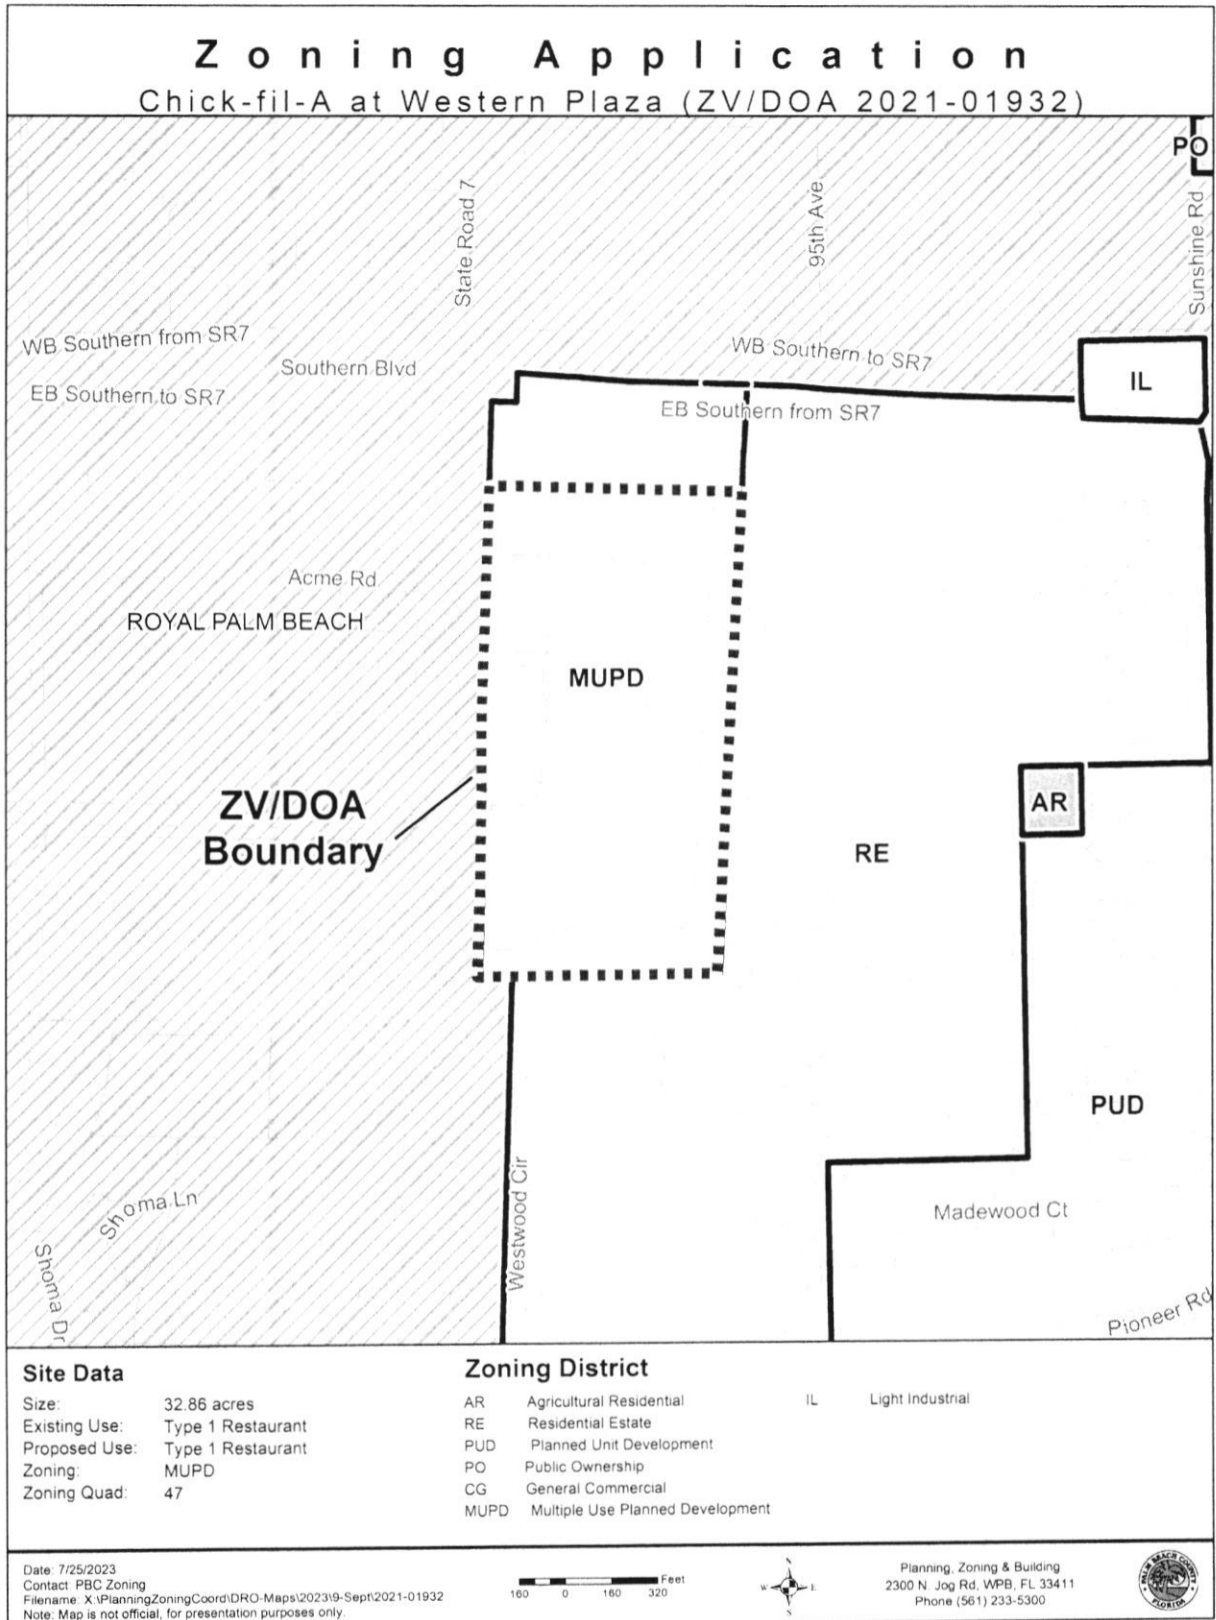 Zoning Application
Chick-fil-A at Western Plaza (ZV/DOA 2021-01932)
PO
State Road 7
95th Ave
Sunshine Rd
WB Southern from SR7
Southern Blvd
WB Southern to SR7
IL
EB Southern to SR7
EB Southern from SR7
Acme Rd
ROYAL PALM BEACH
MUPD
ZV/DOA
Boundary
AR
RE
PUD
Westwood Cir
Shoma Ln
Madewood Ct
Shoma Dr
Pioneer Rd
Site Data
Size: 32.86 acres
Existing Use: Type 1 Restaurant
Proposed Use: Type 1 Restaurant
Zoning: MUPD
Zoning Quad: 47
Zoning District
AR Agricultural Residential
RE Residential Estate
PUD Planned Unit Development
PO Public Ownership
CG General Commercial
MUPD Multiple Use Planned Development
IL Light Industrial
Date: 7/25/2023
Contact: PBC Zoning
Filename: X:\PlanningZoningCoord\DRO-Maps\2023\9-Sept\2021-01932
Note: Map is not official, for presentation purposes only.
Feet
160 0 160 320
N
W E
S
Planning, Zoning & Building
2300 N. Jog Rd, WPB, FL 33411
Phone (561) 233-5300
PALM BEACH COUNTY
FLORIDA